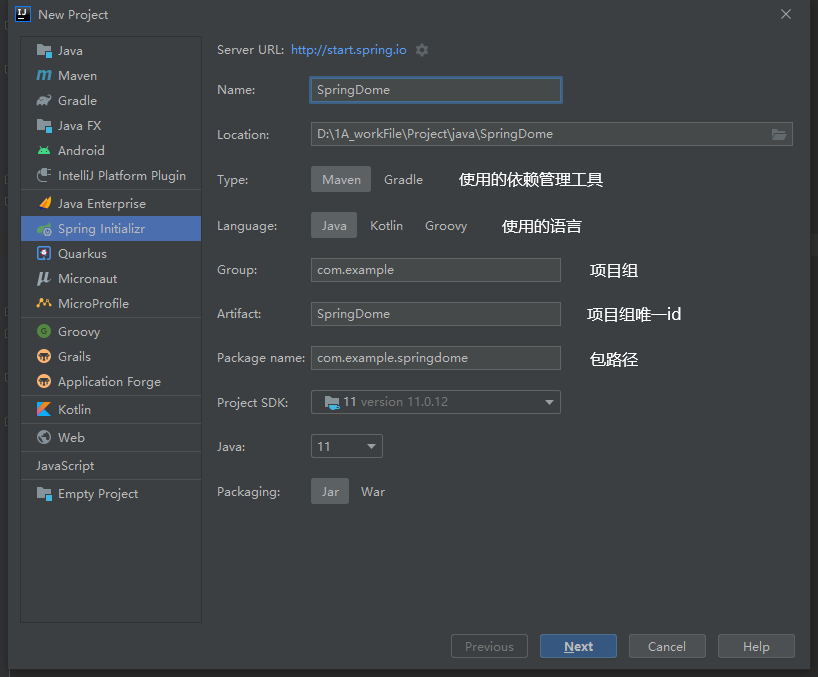 New Project
Java
Maven
Gradle
Java FX
Android
IntelliJ Platform Plugin
Java Enterprise
Spring Initializr
Quarkus
Micronaut
MicroProfile
Groovy
Grails
Application Forge
Kotlin
Web
JavaScript
Empty Project
Server URL: http://start.spring.io
Name: SpringDome
Location: D:\1A_workFile\Project\java\SpringDome
Type: Maven Gradle 使用的依赖管理工具
Language: Java Kotlin Groovy 使用的语言
Group: com.example 项目组
Artifact: SpringDome 项目组唯一id
Package name: com.example.springdome 包路径
Project SDK: 11 version 11.0.12
Java: 11
Packaging: Jar War
Previous Next Cancel Help